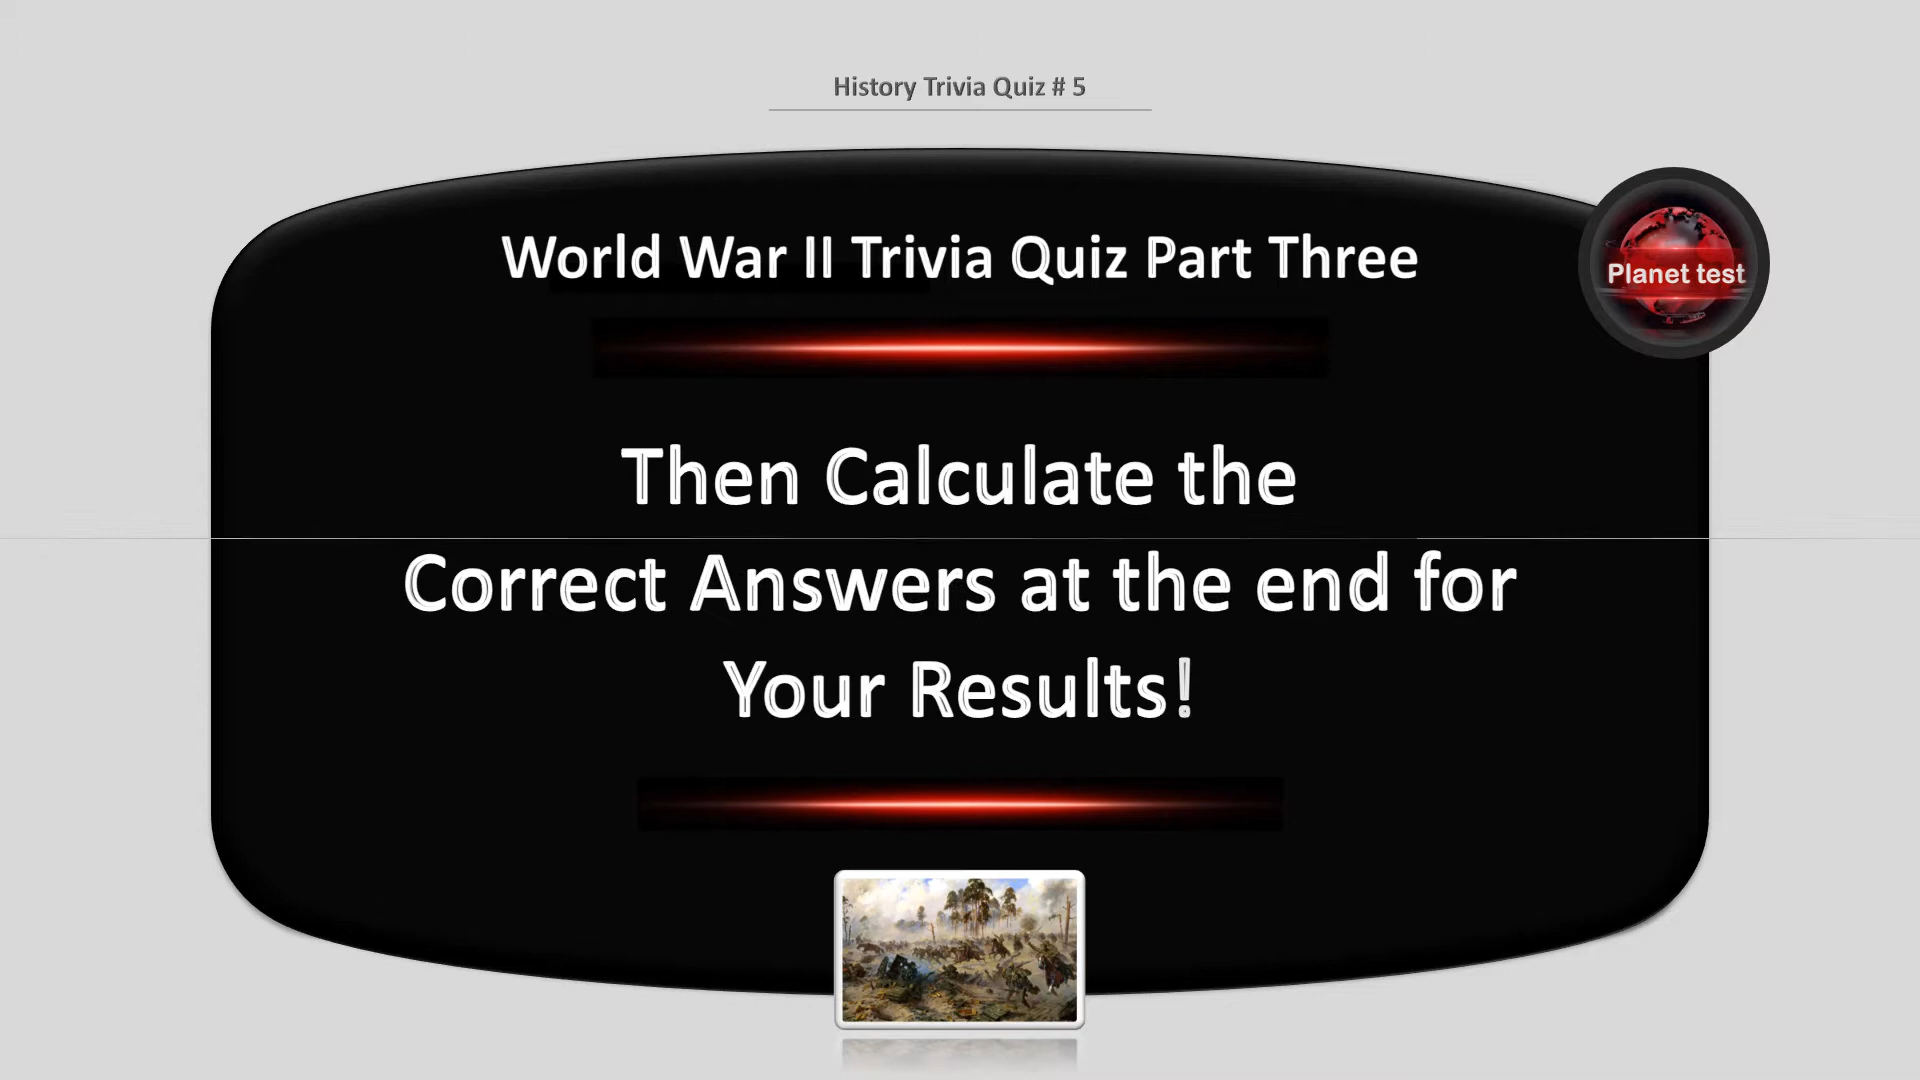 History Trivia Quiz # 5
World War II Trivia Quiz Part Three
Planet test
Then Calculate the
Correct Answers at the end for
Your Results!